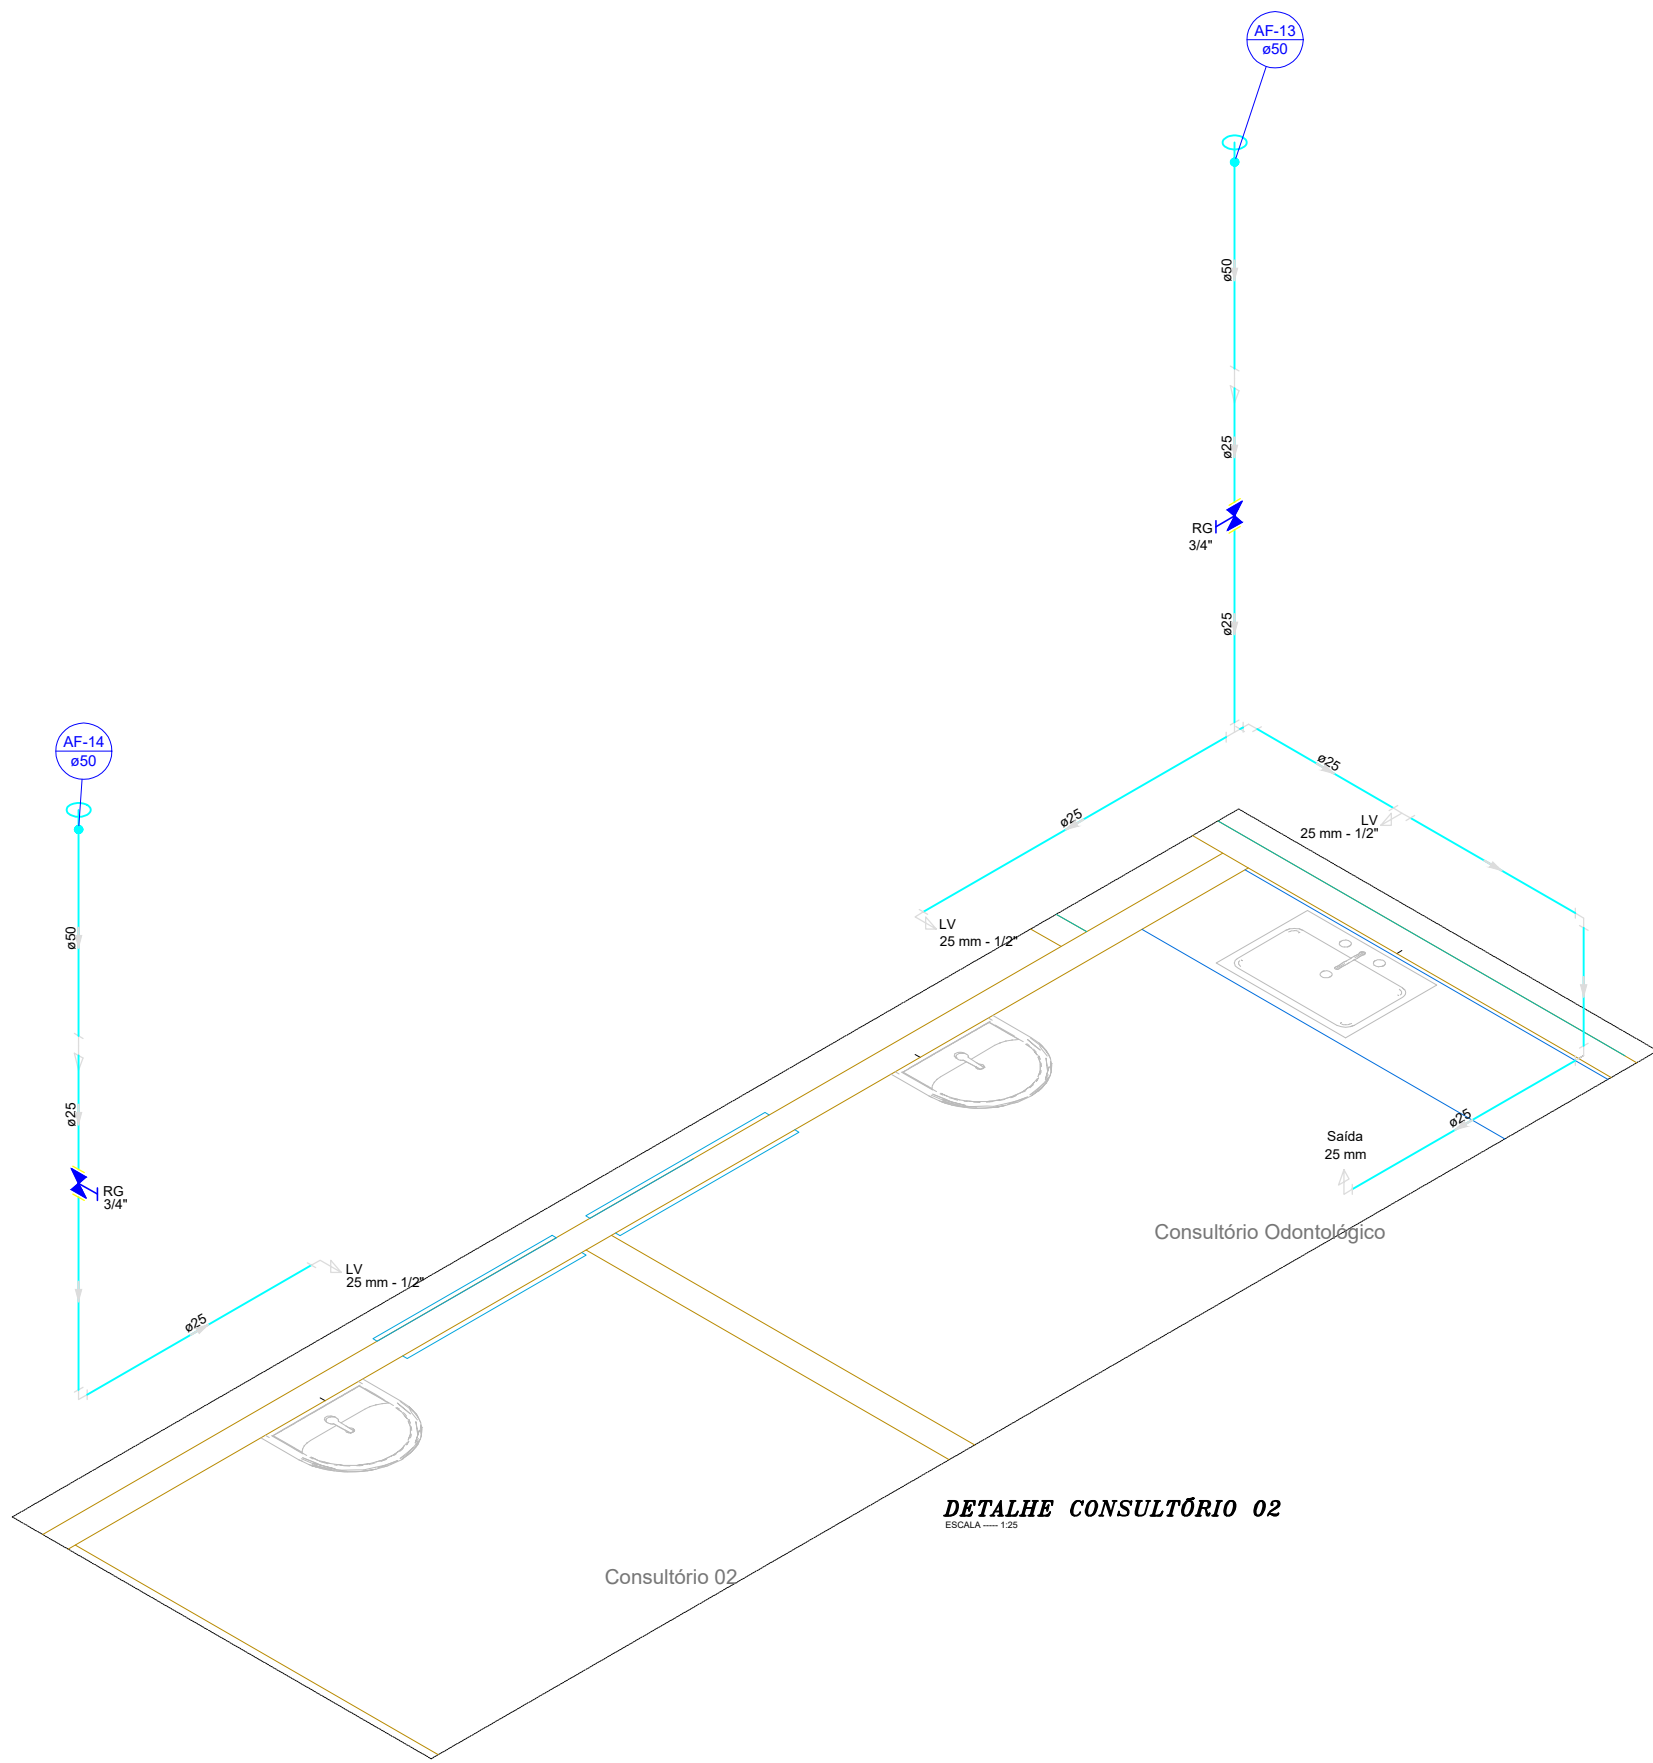 AF-13
ø50
ø50
ø25
RG
3/4"
ø25
AF-14
ø50
ø25
ø25
LV
25 mm - 1/2"
LV
25 mm - 1/2"
ø50
ø25
Saída
25 mm
ø25
RG
3/4"
Consultório Odontológico
LV
25 mm - 1/2"
ø25
DETALHE CONSULTÓRIO 02
ESCALA ----- 1:25
Consultório 02